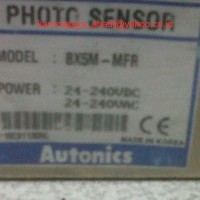 PHOTO SENSOR
MODEL : BX5M-MFR
POWER : 24-240VDC
24-240VAC
CE
MADE IN KOREA
Autonics